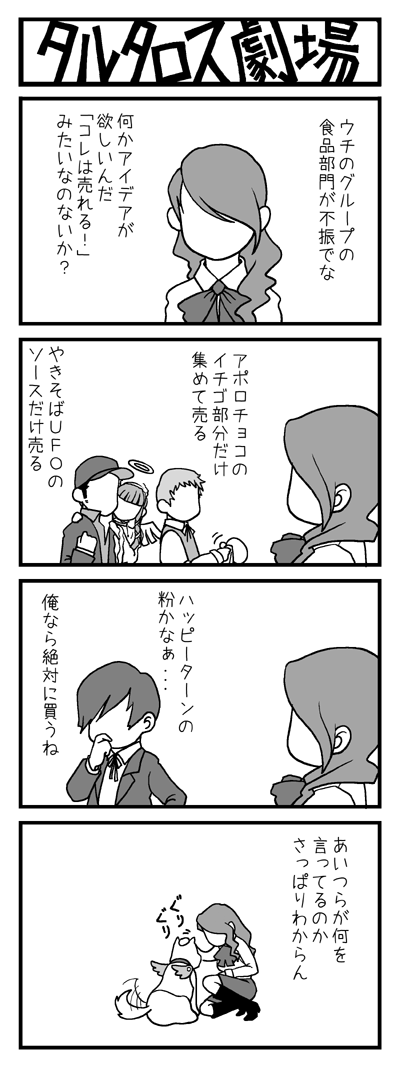 タルタロス劇場
ウチのグループの
食品部門が不振でな
何かアイデアが
欲しいんだ
「コレは売れる！」
みたいなのないか？
アポロチョコの
イチゴ部分だけ
集めて売る
やきそばＵＦＯの
ソースだけ売る
ハッピーターンの
粉かなぁ・・・
俺なら絶対に買うね
あいつらが何を
言ってるのか
さっぱりわからん
ぐり
ぐり